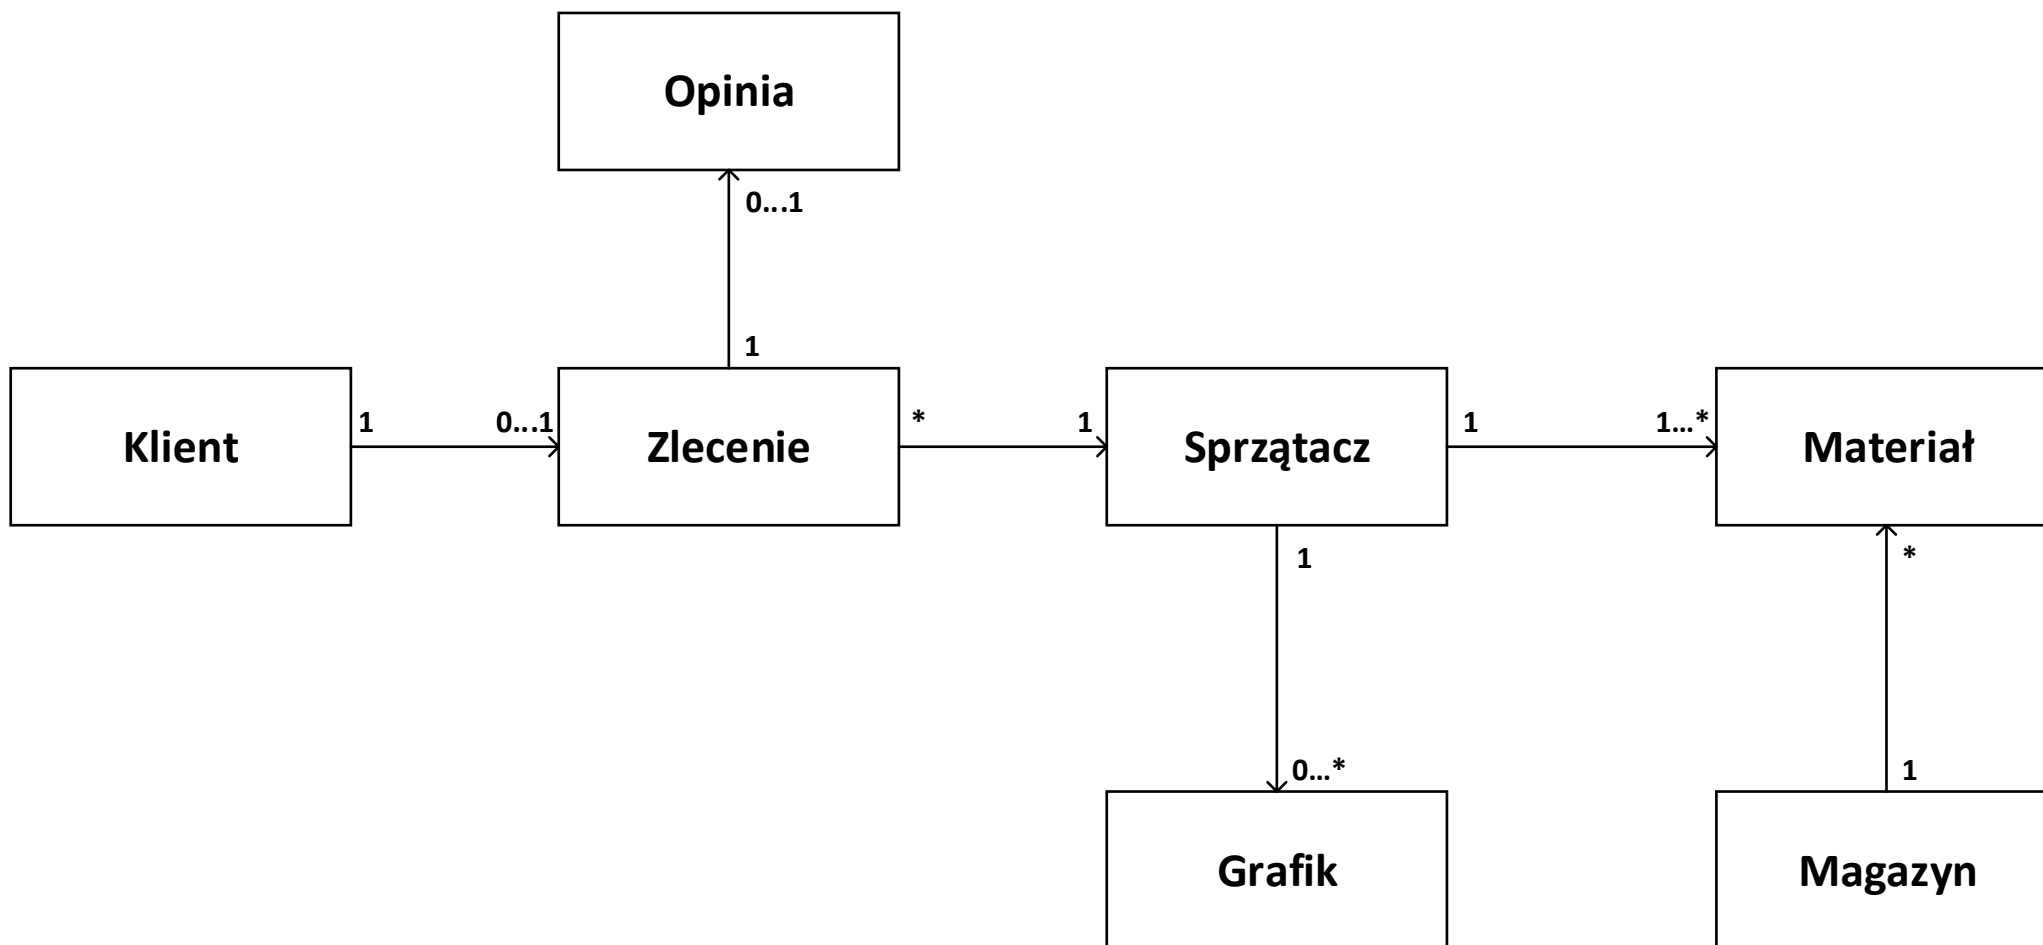 Opinia
0...1
1
Klient
1
0...1
Zlecenie
*
1
Sprzątacz
1
1...*
Materiał
1
*
0...*
1
Grafik
Magazyn